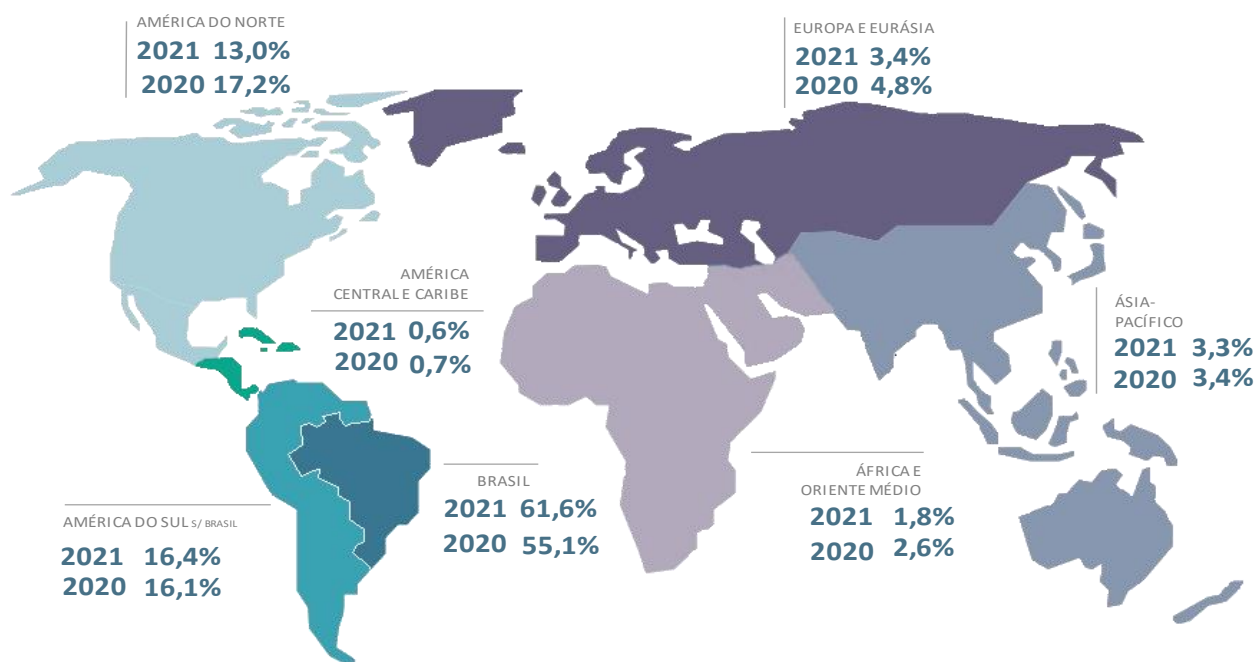 AMÉRICA DO NORTE
2021 13,0%
2020 17,2%
EUROPA E EURÁSIA
2021 3,4%
2020 4,8%
AMÉRICA
CENTRAL E CARIBE
2021 0,6%
2020 0,7%
ÁSIA-
PACÍFICO
2021 3,3%
2020 3,4%
BRASIL
2021 61,6%
2020 55,1%
ÁFRICA E
ORIENTE MÉDIO
2021 1,8%
2020 2,6%
AMÉRICA DO SUL S/ BRASIL
2021 16,4%
2020 16,1%